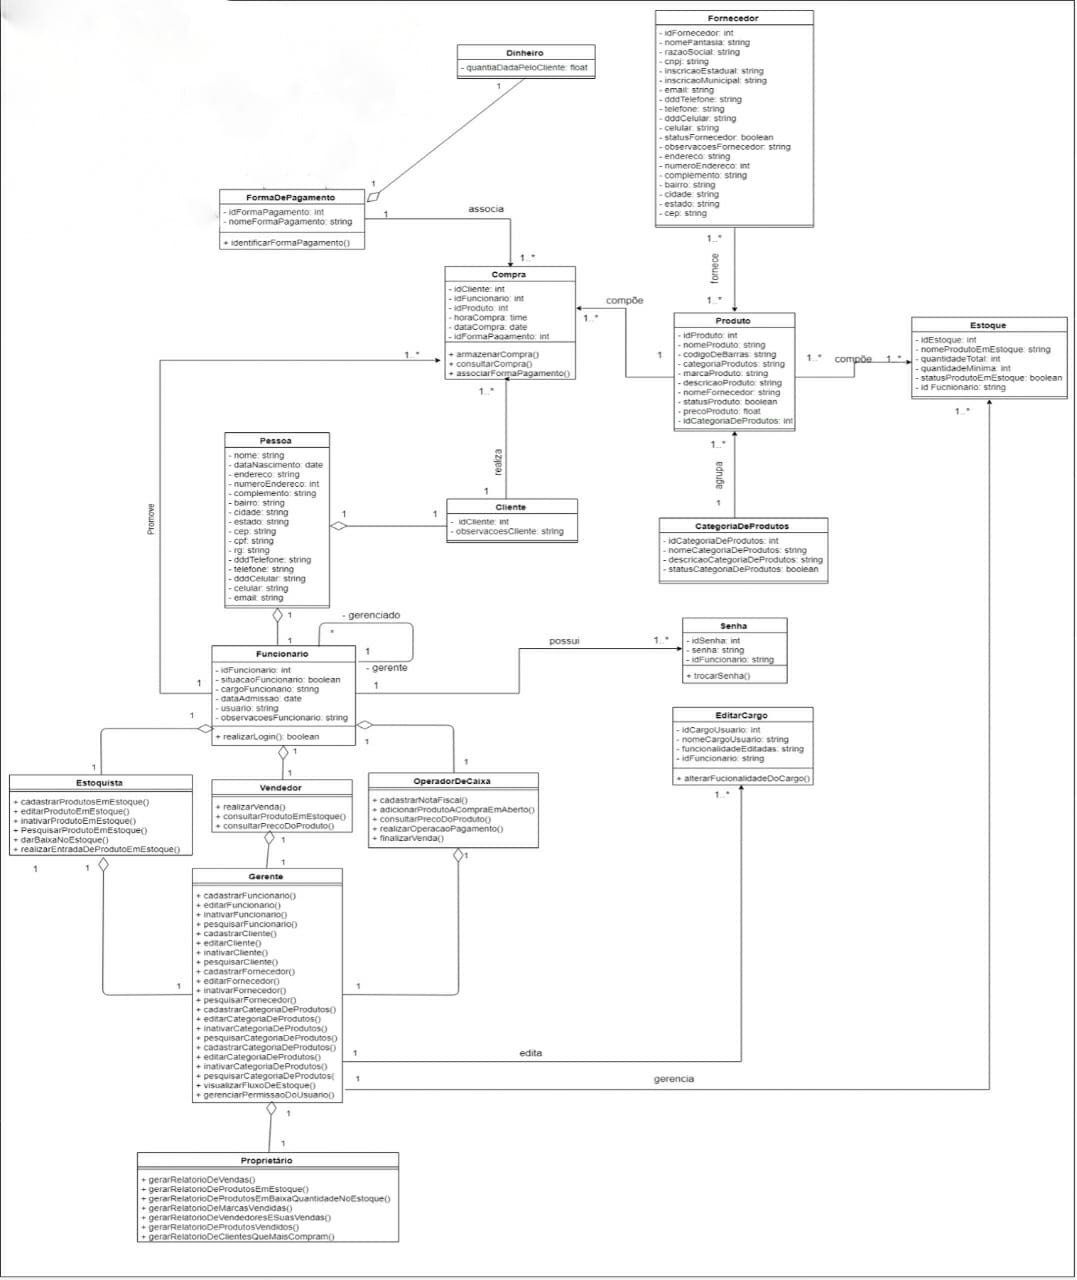 Fornecedor
- idFornecedor: int
- nomeFantasia: string
- razaoSocial: string
- cnpj: string
- inscricaoEstadual: string
- inscricaoMunicipal: string
- email: string
- dddTelefone: string
- telefone: string
- dddCelular: string
- celular: string
- statusFornecedor: boolean
- observacoesFornecedor: string
- endereco: string
- numeroEndereco: int
- complemento: string
- bairro: string
- cidade: string
- estado: string
- cep: string
Dinheiro
- quantiaDadaPeloCliente: float
1
1
FormaDePagamento
- idFormaPagamento: int
- nomeFormaPagamento: string
+ identificarFormaPagamento()
1
associa
1..*
1..*
fornece
1..*
Compra
- idCliente: int
- idFuncionario: int
- idProduto: int
- horaCompra: time
- dataCompra: date
- idFormaPagamento: int
+ armazenarCompra()
+ consultarCompra()
+ associarFormaPagamento()
compõe
1..*
1
Produto
- idProduto: int
- nomeProduto: string
- codigoDeBarras: string
- categoriaProdutos: string
- marcaProduto: string
- descricaoProduto: string
- nomeFornecedor: string
- statusProduto: boolean
- precoProduto: float
- idCategoriaDeProdutos: int
1..*
compõe
1..*
Estoque
- idEstoque: int
- nomeProdutoEmEstoque: string
- quantidadeTotal: int
- quantidadeMinima: int
- statusProdutoEmEstoque: boolean
- id Fucnionario: string
1..*
1..*
1..*
realiza
1
1..*
agrupa
1
Pessoa
- nome: string
- dataNascimento: date
- endereco: string
- numeroEndereco: int
- complemento: string
- bairro: string
- cidade: string
- estado: string
- cep: string
- cpf: string
- rg: string
- dddTelefone: string
- telefone: string
- dddCelular: string
- celular: string
- email: string
1
1
Cliente
- idCliente: int
- observacoesCliente: string
CategoriaDeProdutos
- idCategoriaDeProdutos: int
- nomeCategoriaDeProdutos: string
- descricaoCategoriaDeProdutos: string
- statusCategoriaDeProdutos: boolean
Promove
1
1
- gerenciado
*
1
- gerente
Funcionario
- idFuncionario: int
- situacaoFuncionario: boolean
- cargoFuncionario: string
- dataAdmissao: date
- usuario: string
- observacoesFuncionario: string
+ realizarLogin(): boolean
1
1
possui
1..*
Senha
- idSenha: int
- senha: string
- idFuncionario: string
+ trocarSenha()
EditarCargo
- idCargoUsuario: int
- nomeCargoUsuario: string
- funcionalidadeEditadas: string
- idFuncionario: string
+ alterarFucionalidadeDoCargo()
1..*
1
1
1
1
1
1
Estoquista
+ cadastrarProdutosEmEstoque()
+ editarProdutoEmEstoque()
+ inativarProdutoEmEstoque()
+ PesquisarProdutoEmEstoque()
+ darBaixaNoEstoque()
+ realizarEntradaDeProdutoEmEstoque()
1
1
Vendedor
+ realizarVenda()
+ consultarProdutoEmEstoque()
+ consultarPrecoDoProduto()
1
1
OperadorDeCaixa
+ cadastrarNotaFiscal()
+ adicionarProdutoACompraEmAberto()
+ consultarPrecoDoProduto()
+ realizarOperacaoPagamento()
+ finalizarVenda()
1
Gerente
+ cadastrarFuncionario()
+ editarFuncionario()
+ inativarFuncionario()
+ pesquisarFuncionario()
+ cadastrarCliente()
+ editarCliente()
+ inativarCliente()
+ pesquisarCliente()
+ cadastrarFornecedor()
+ editarFornecedor()
+ inativarFornecedor()
+ pesquisarFornecedor()
+ cadastrarCategoriaDeProdutos()
+ editarCategoriaDeProdutos()
+ inativarCategoriaDeProdutos()
+ pesquisarCategoriaDeProdutos()
+ cadastrarCategoriaDeProdutos()
+ editarCategoriaDeProdutos()
+ inativarCategoriaDeProdutos()
+ pesquisarCategoriaDeProdutos(
+ visualizarFluxoDeEstoque()
+ gerenciarPermissaoDoUsuario()
1
1
1
edita
1
gerencia
1
1
Proprietário
+ gerarRelatorioDeVendas()
+ gerarRelatorioDeProdutosEmEstoque()
+ gerarRelatorioDeProdutosEmBaixaQuantidadeNoEstoque()
+ gerarRelatorioDeMarcasVendidas()
+ gerarRelatorioDeVendedoresESuasVendas()
+ gerarRelatorioDeProdutosVendidos()
+ gerarRelatorioDeClientesQueMaisCompram()